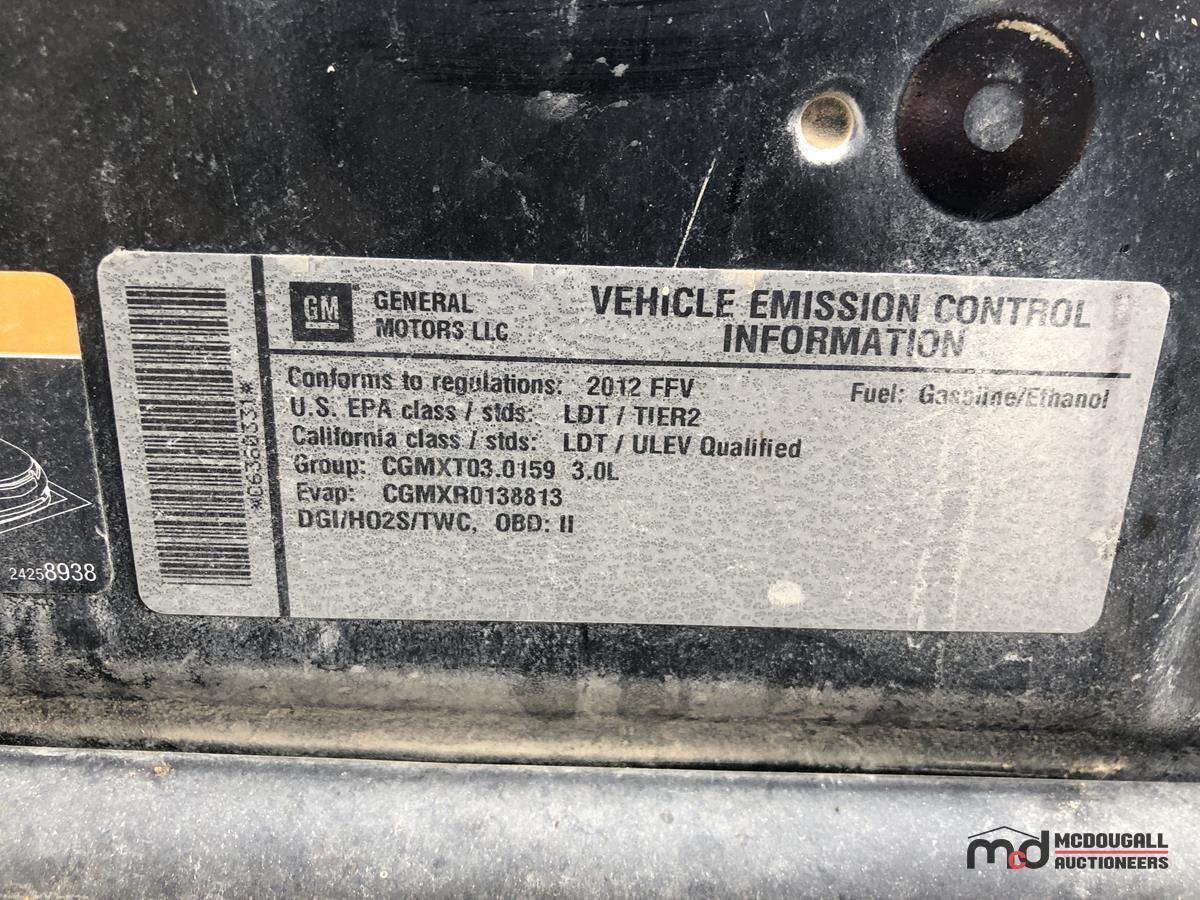 GM
GENERAL
MOTORS LLC
VEHICLE EMISSION CONTROL
INFORMATION
Conforms to regulations: 2012 FFV
Fuel: Gasoline/Ethanol
U.S. EPA class / stds: LDT / TIER2
California class / stds: LDT / ULEV Qualified
Group: CGMXT03.0159 3.0L
Evap: CGMXR0138813
DGI/HO2S/TWC, OBD: II
*C6360331*
24258938
mcd MCDOUGALL
AUCTIONEERS